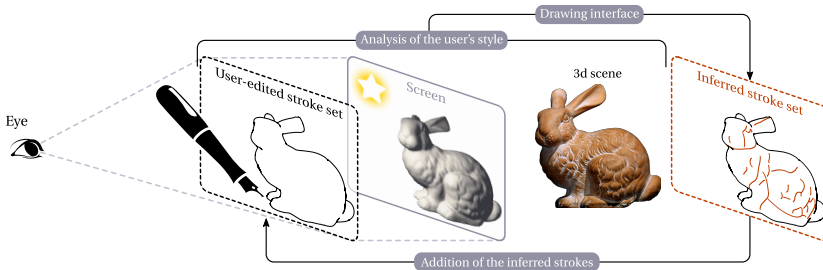 Drawing interface
Analysis of the user's style
User-edited stroke set
Screen
3d scene
Inferred stroke set
Eye
Addition of the inferred strokes